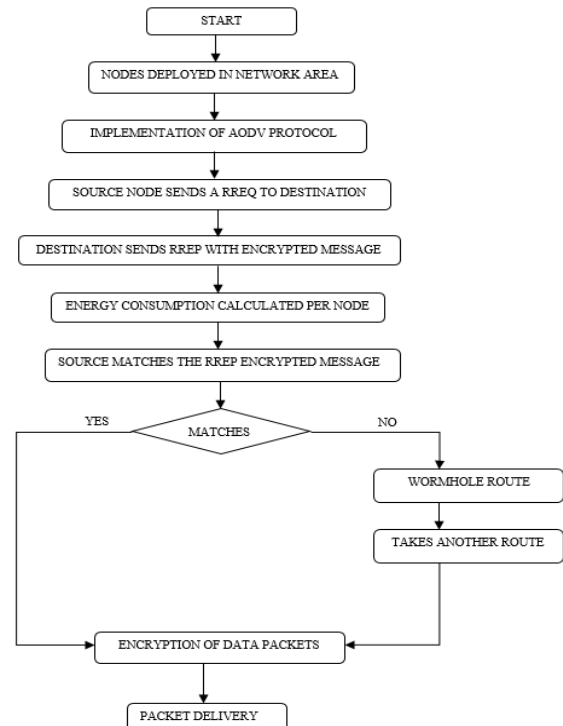 START
NODES DEPLOYED IN NETWORK AREA
IMPLEMENTATION OF AODV PROTOCOL
SOURCE NODE SENDS A RREQ TO DESTINATION
DESTINATION SENDS RREP WITH ENCRYPTED MESSAGE
ENERGY CONSUMPTION CALCULATED PER NODE
SOURCE MATCHES THE RREP ENCRYPTED MESSAGE
YES
MATCHES
NO
WORMHOLE ROUTE
TAKES ANOTHER ROUTE
ENCRYPTION OF DATA PACKETS
PACKET DELIVERY